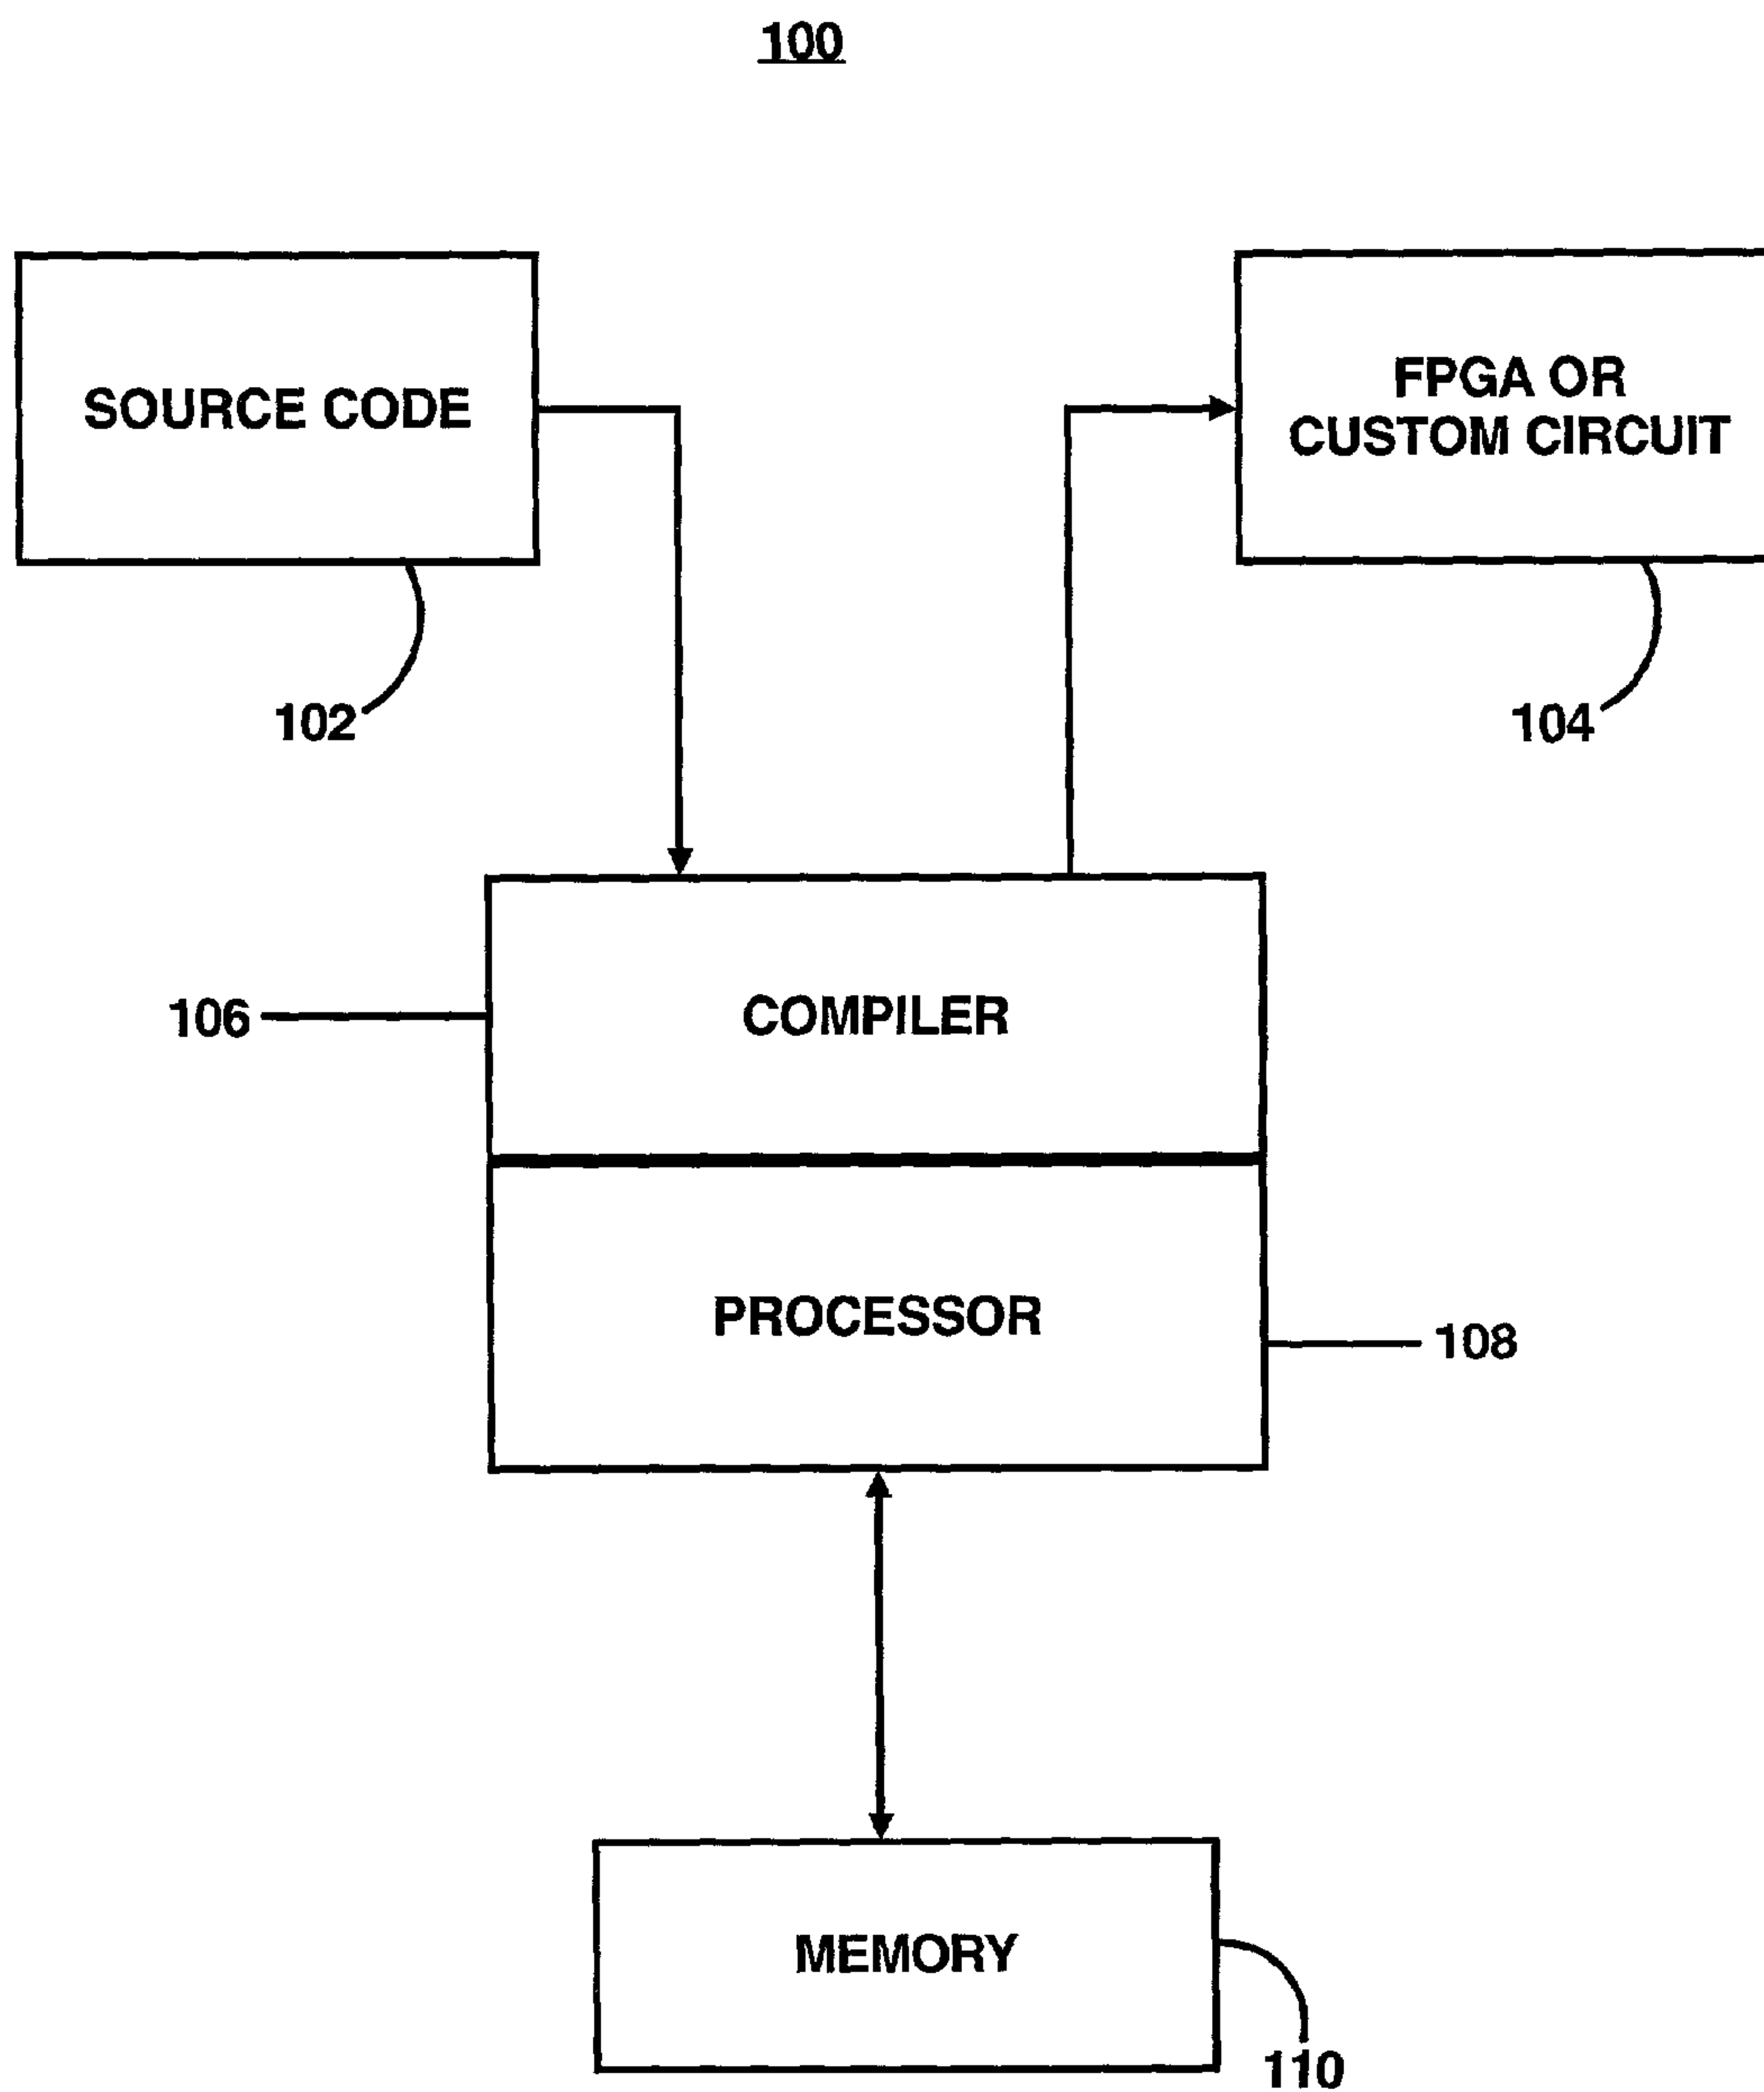 100
SOURCE CODE
FPGA OR
CUSTOM CIRCUIT
102
104
106
COMPILER
PROCESSOR
108
MEMORY
110